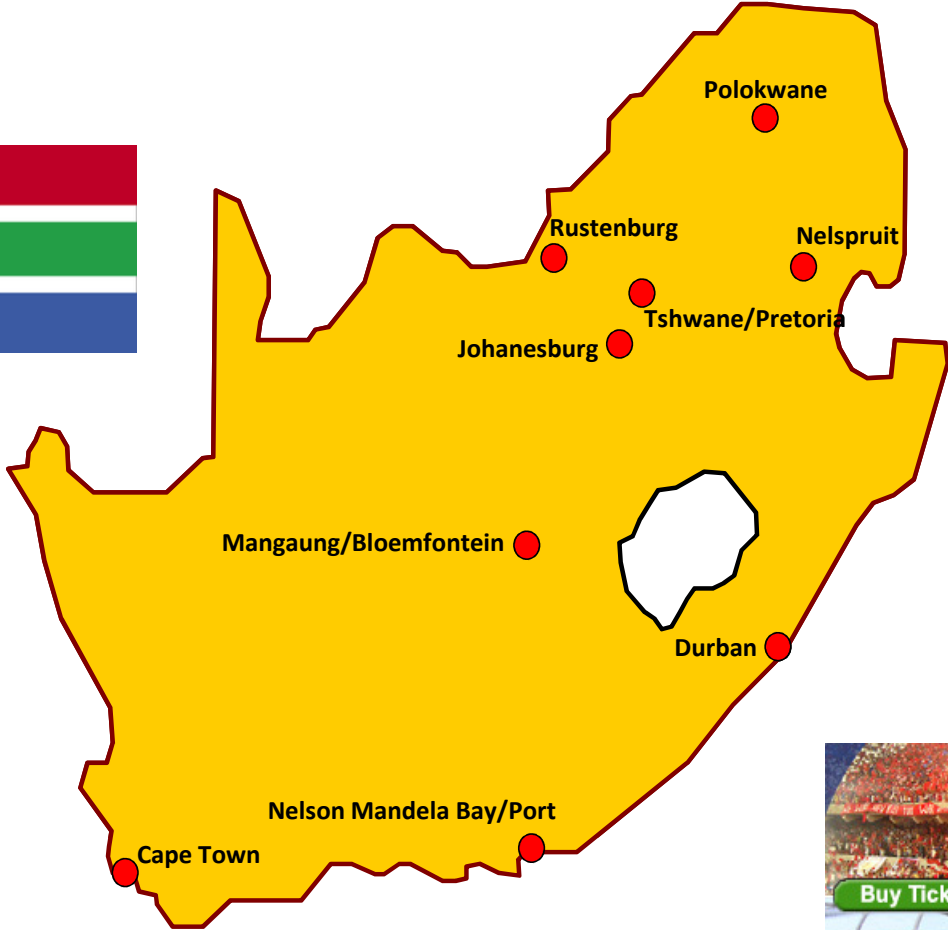 Polokwane
Rustenburg
Nelspruit
Tshwane/Pretoria
Johanesburg
Mangaung/Bloemfontein
Durban
Nelson Mandela Bay/Port
Cape Town
Buy Tick